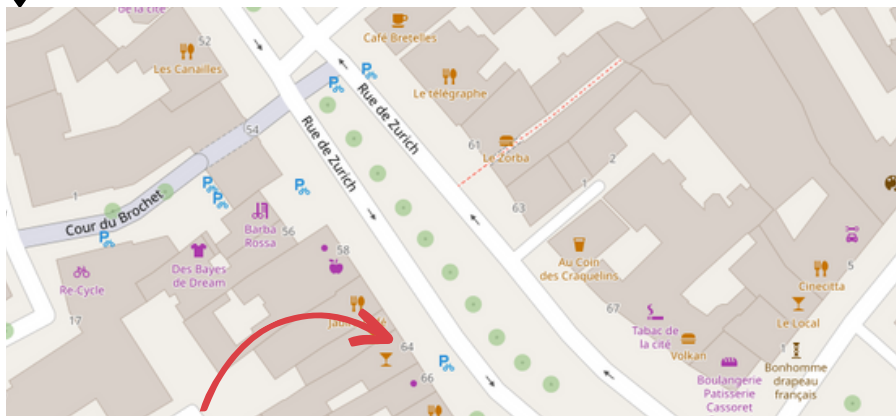 de la cité
52
Les Canailles
Café Bretelles
Le télégraphe
Rue de Zurich
Rue de Zurich
54
61
Le Zorba
2
1
1
Cour du Brochet
63
Barba
Rossa
56
58
Des Bayes
de Dream
Re-Cycle
17
Au Coin
des Craquelins
5
Cinecitta
Le Local
67
Tabac de
la cité
Volkan
64
66
1
Bonhomme
drapeau
français
Boulangerie
Patisserie
Cassoret
P
P
P
P
P
P
P